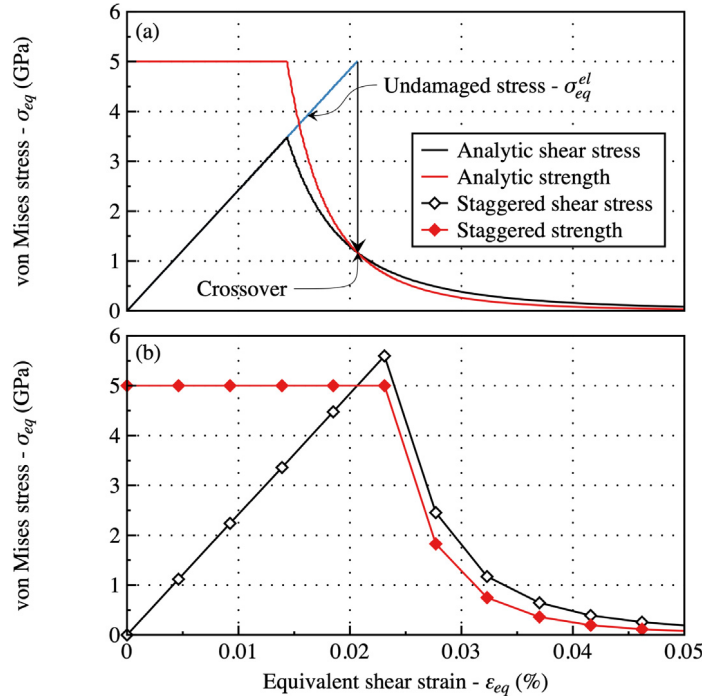 (a)
von Mises stress - σ_eq (GPa)
6
5
4
3
2
1
0
Undamaged stress - σ_eq^el
Analytic shear stress
Analytic strength
Staggered shear stress
Staggered strength
Crossover
(b)
von Mises stress - σ_eq (GPa)
6
5
4
3
2
1
0
0 0.01 0.02 0.03 0.04 0.05
Equivalent shear strain - ε_eq (%)